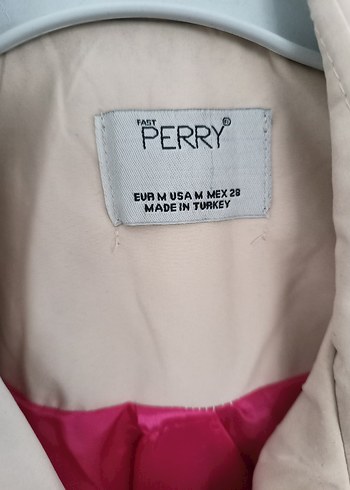 FAST
PERRY®
EUR M USA M MEX 28
MADE IN TURKEY